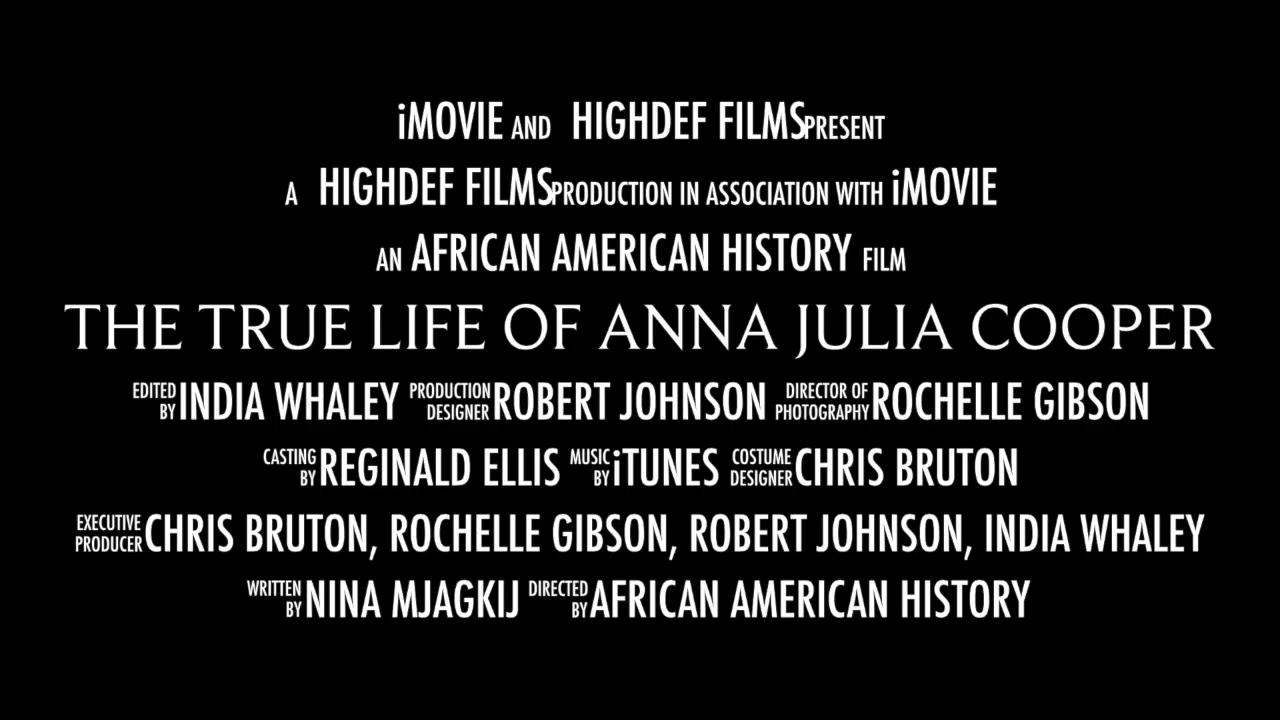 iMOVIE AND HIGHDEF FILMS PRESENT
A HIGHDEF FILMS PRODUCTION IN ASSOCIATION WITH iMOVIE
AN AFRICAN AMERICAN HISTORY FILM
THE TRUE LIFE OF ANNA JULIA COOPER
EDITED BY INDIA WHALEY PRODUCTION DESIGNER ROBERT JOHNSON DIRECTOR OF PHOTOGRAPHY ROCHELLE GIBSON
CASTING BY REGINALD ELLIS MUSIC BY iTUNES COSTUME DESIGNER CHRIS BRUTON
EXECUTIVE PRODUCER CHRIS BRUTON, ROCHELLE GIBSON, ROBERT JOHNSON, INDIA WHALEY
WRITTEN BY NINA MJAGKIJ DIRECTED BY AFRICAN AMERICAN HISTORY